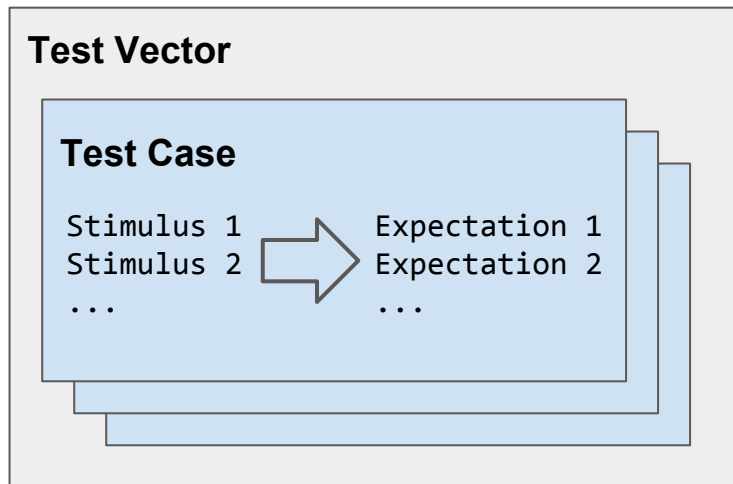 Test Vector
Test Case
Stimulus 1 Expectation 1
Stimulus 2 Expectation 2
... ...